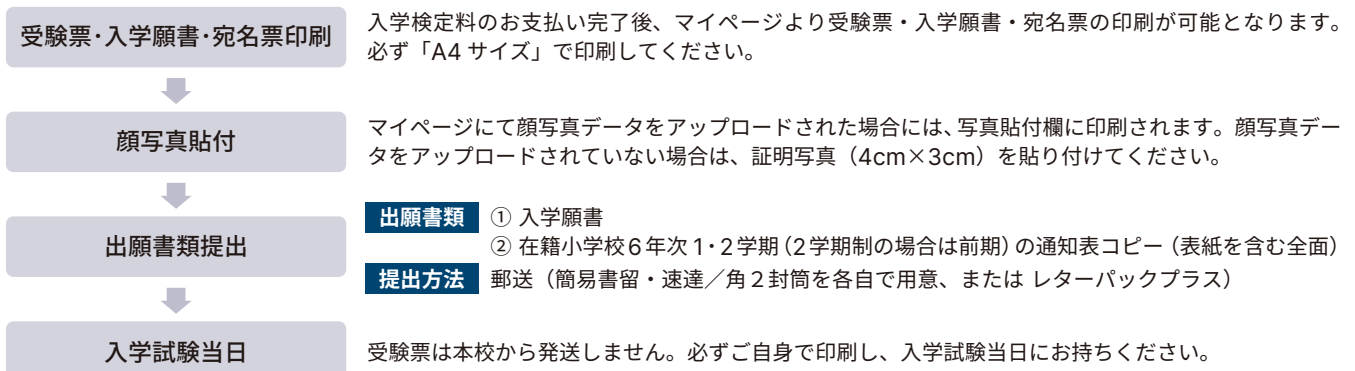 受験票・入学願書・宛名票印刷
入学検定料のお支払い完了後、マイページより受験票・入学願書・宛名票の印刷が可能となります。
必ず「A4 サイズ」で印刷してください。
顔写真貼付
マイページにて顔写真データをアップロードされた場合には、写真貼付欄に印刷されます。顔写真デー
タをアップロードされていない場合は、証明写真（4cm×3cm）を貼り付けてください。
出願書類提出
出願書類 ① 入学願書
② 在籍小学校6年次 1・2学期（2学期制の場合は前期）の通知表コピー（表紙を含む全面）
提出方法 郵送（簡易書留・速達／角２封筒を各自で用意、または レターパックプラス）
入学試験当日
受験票は本校から発送しません。必ずご自身で印刷し、入学試験当日にお持ちください。